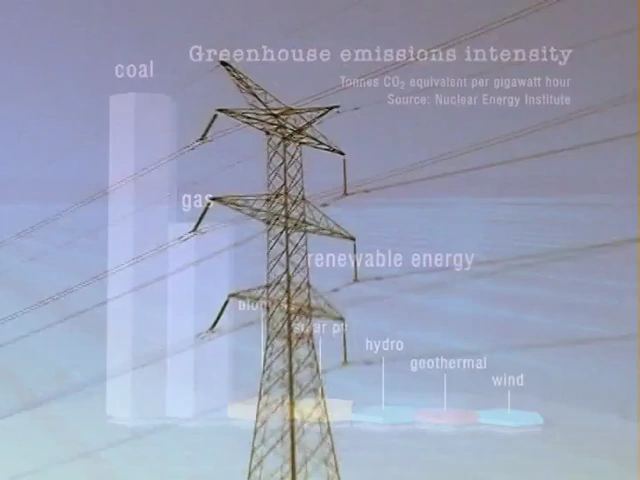 Greenhouse emissions intensity
coal
Tonnes CO₂ equivalent per gigawatt hour
Source: Nuclear Energy Institute
gas
renewable energy
hydro
geothermal
wind